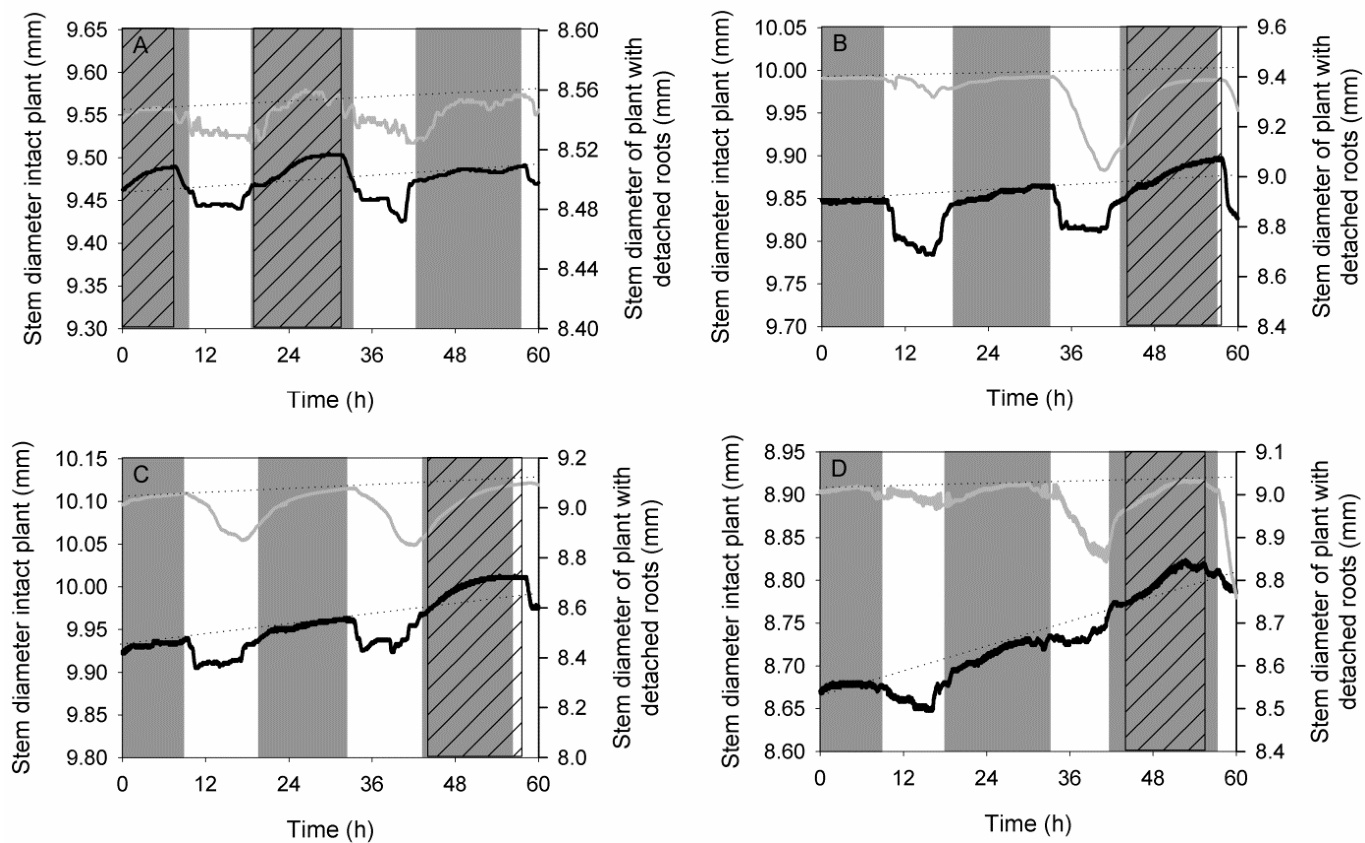 A
Stem diameter intact plant (mm)
9.65
9.60
9.55
9.50
9.45
9.40
9.35
9.30
8.60
8.56
8.52
8.48
8.44
8.40
Stem diameter of plant with
detached roots (mm)
0 12 24 36 48 60
Time (h)
B
Stem diameter intact plant (mm)
10.05
10.00
9.95
9.90
9.85
9.80
9.75
9.70
9.6
9.4
9.2
9.0
8.8
8.6
8.4
Stem diameter of plant with
detached roots (mm)
0 12 24 36 48 60
Time (h)
C
Stem diameter intact plant (mm)
10.15
10.10
10.05
10.00
9.95
9.90
9.85
9.80
9.2
9.0
8.8
8.6
8.4
8.2
8.0
Stem diameter of plant with
detached roots (mm)
0 12 24 36 48 60
Time (h)
D
Stem diameter intact plant (mm)
8.95
8.90
8.80
8.75
8.70
8.65
8.60
9.1
9.0
8.9
8.8
8.7
8.6
8.5
8.4
Stem diameter of plant with
detached roots (mm)
0 12 24 36 48 60
Time (h)